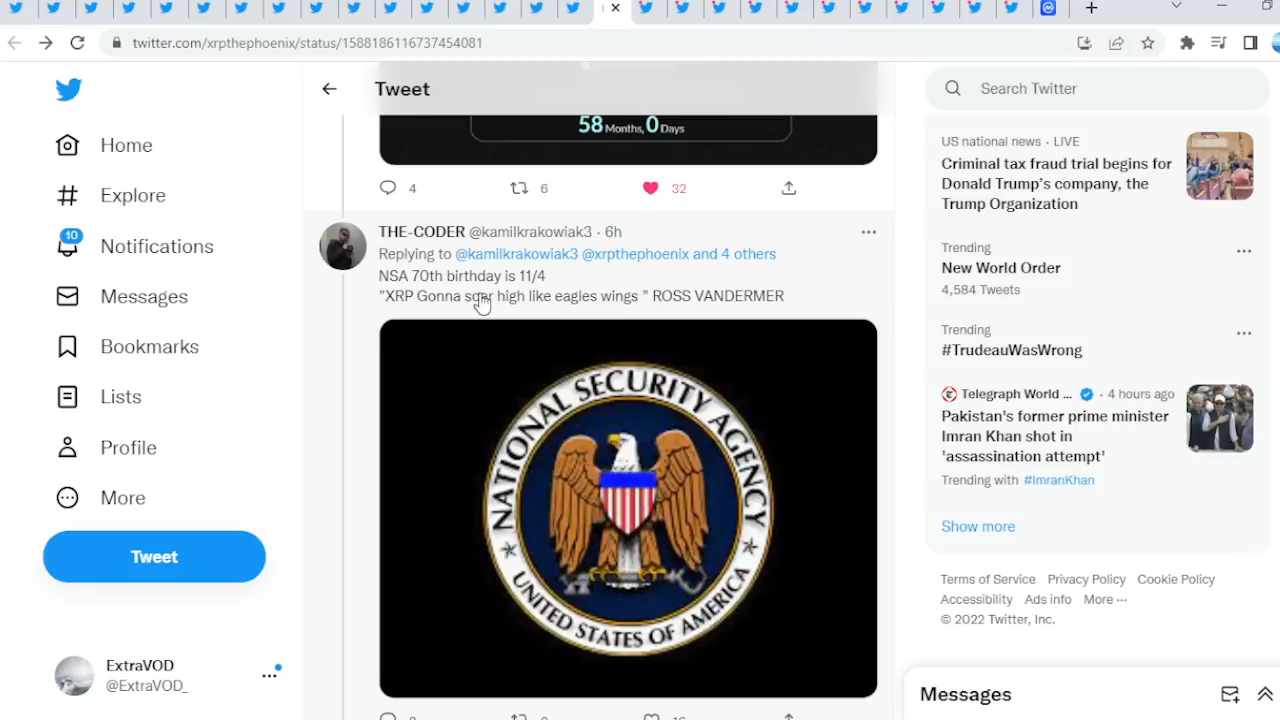 twitter.com/xrpthephoenix/status/1588186116737454081
Tweet
Search Twitter
Home
Explore
10
Notifications
Messages
Bookmarks
Lists
Profile
More
Tweet
ExtraVOD
@ExtraVOD_
58 Months, 0 Days
4
6
32
THE-CODER @kamilkrakowiak3 · 6h
Replying to @kamilkrakowiak3 @xrpthephoenix and 4 others
NSA 70th birthday is 11/4
"XRP Gonna soar high like eagles wings " ROSS VANDERMER
NATIONAL SECURITY AGENCY
UNITED STATES OF AMERICA
US national news · LIVE
Criminal tax fraud trial begins for
Donald Trump's company, the
Trump Organization
Trending
New World Order
4,584 Tweets
Trending
#TrudeauWasWrong
Telegraph World ... · 4 hours ago
Pakistan's former prime minister
Imran Khan shot in
'assassination attempt'
Trending with #ImranKhan
Show more
Terms of Service Privacy Policy Cookie Policy
Accessibility Ads info More ···
© 2022 Twitter, Inc.
Messages